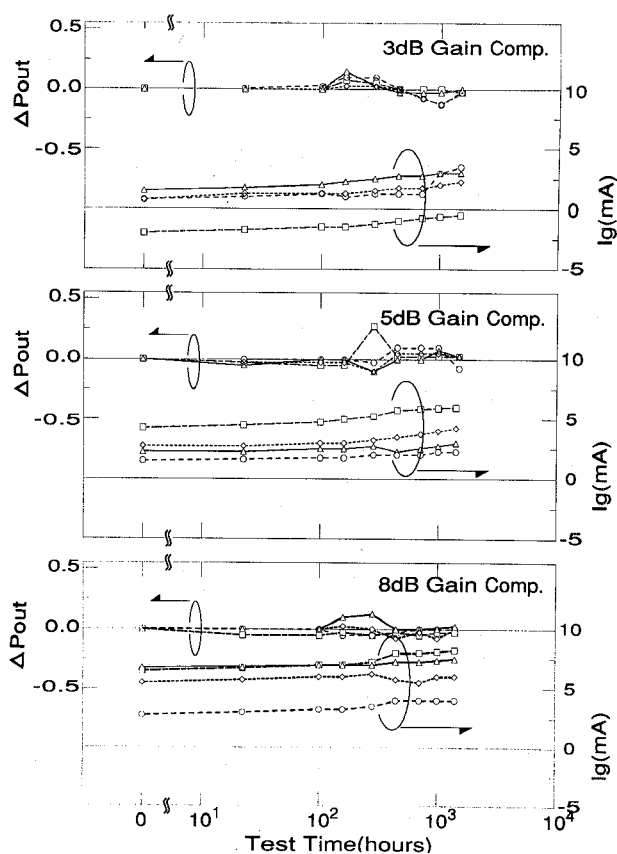 0.5
3dB Gain Comp.
0.0
10
ΔPout
-0.5
5
Ig(mA)
0
-5
0.5
5dB Gain Comp.
0.0
10
ΔPout
-0.5
5
Ig(mA)
0
-5
0.5
8dB Gain Comp.
0.0
10
ΔPout
-0.5
5
Ig(mA)
0
-5
0 10¹ 10² 10³ 10⁴
Test Time(hours)